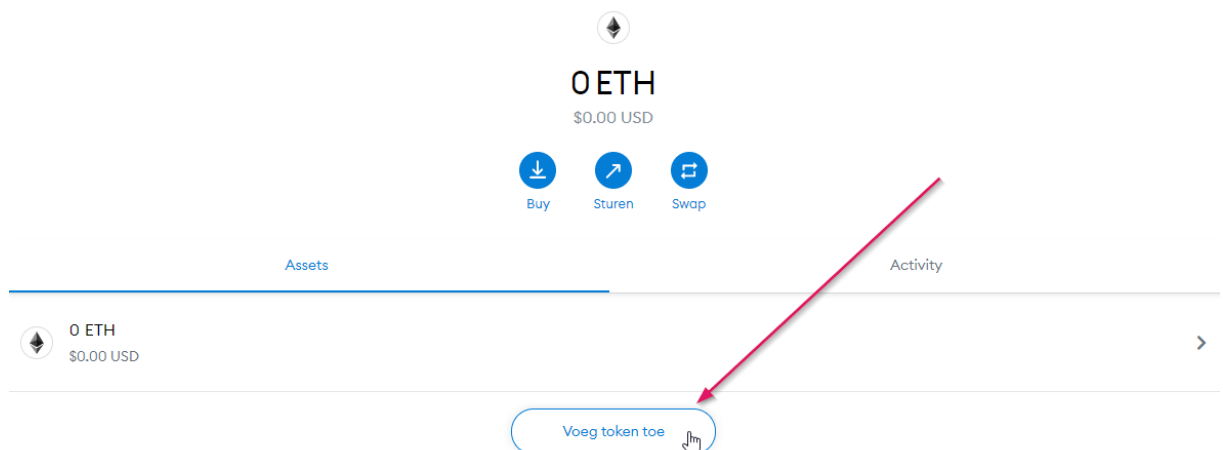 0 ETH
$0.00 USD
Buy Sturen Swap
Assets Activity
0 ETH
$0.00 USD
Voeg token toe